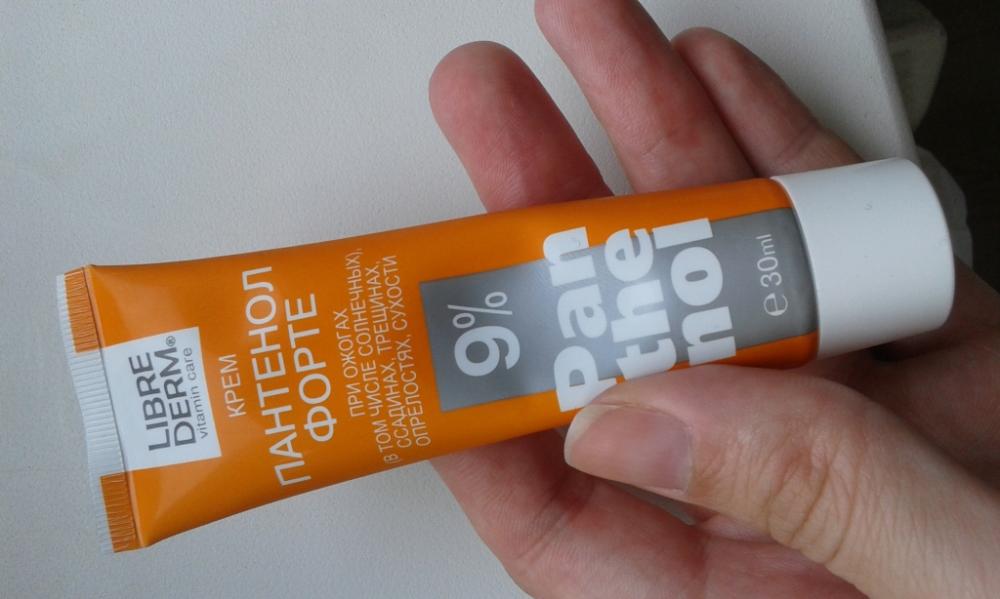 LIBRE
DERM®
vitamin care
КРЕМ
ПАНТЕНОЛ
ФОРТЕ
ПРИ ОЖОГАХ
(В ТОМ ЧИСЛЕ СОЛНЕЧНЫХ),
ССАДИНАХ, ТРЕЩИНАХ,
ОПРЕЛОСТЯХ, СУХОСТИ
9%
Pan
the
nol
e 30ml